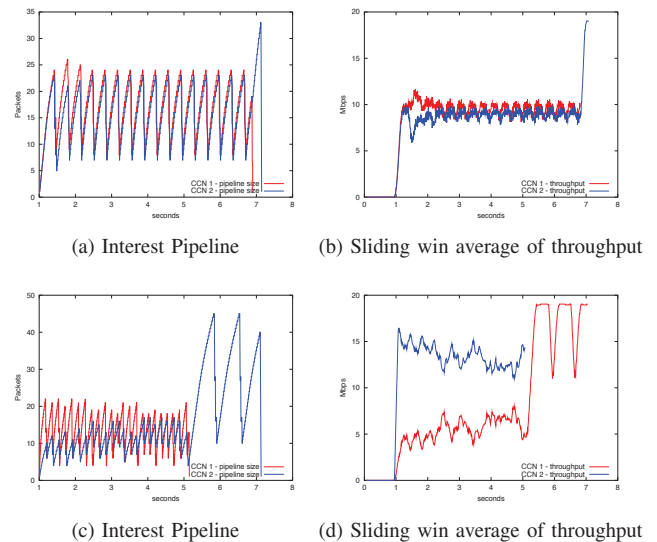 35
30
25
20
15
10
5
0
Packets
1 2 3 4 5 6 7 8
seconds
CCN 1 - pipeline size
CCN 2 - pipeline size
(a) Interest Pipeline
20
15
10
5
0
Mbps
0 1 2 3 4 5 6 7 8
seconds
CCN 1 - throughput
CCN 2 - throughput
(b) Sliding win average of throughput
50
40
30
20
10
0
Packets
1 2 3 4 5 6 7 8
seconds
CCN 1 - pipeline size
CCN 2 - pipeline size
(c) Interest Pipeline
20
15
10
5
0
Mbps
0 1 2 3 4 5 6 7 8
seconds
CCN 1 - throughput
CCN 2 - throughput
(d) Sliding win average of throughput